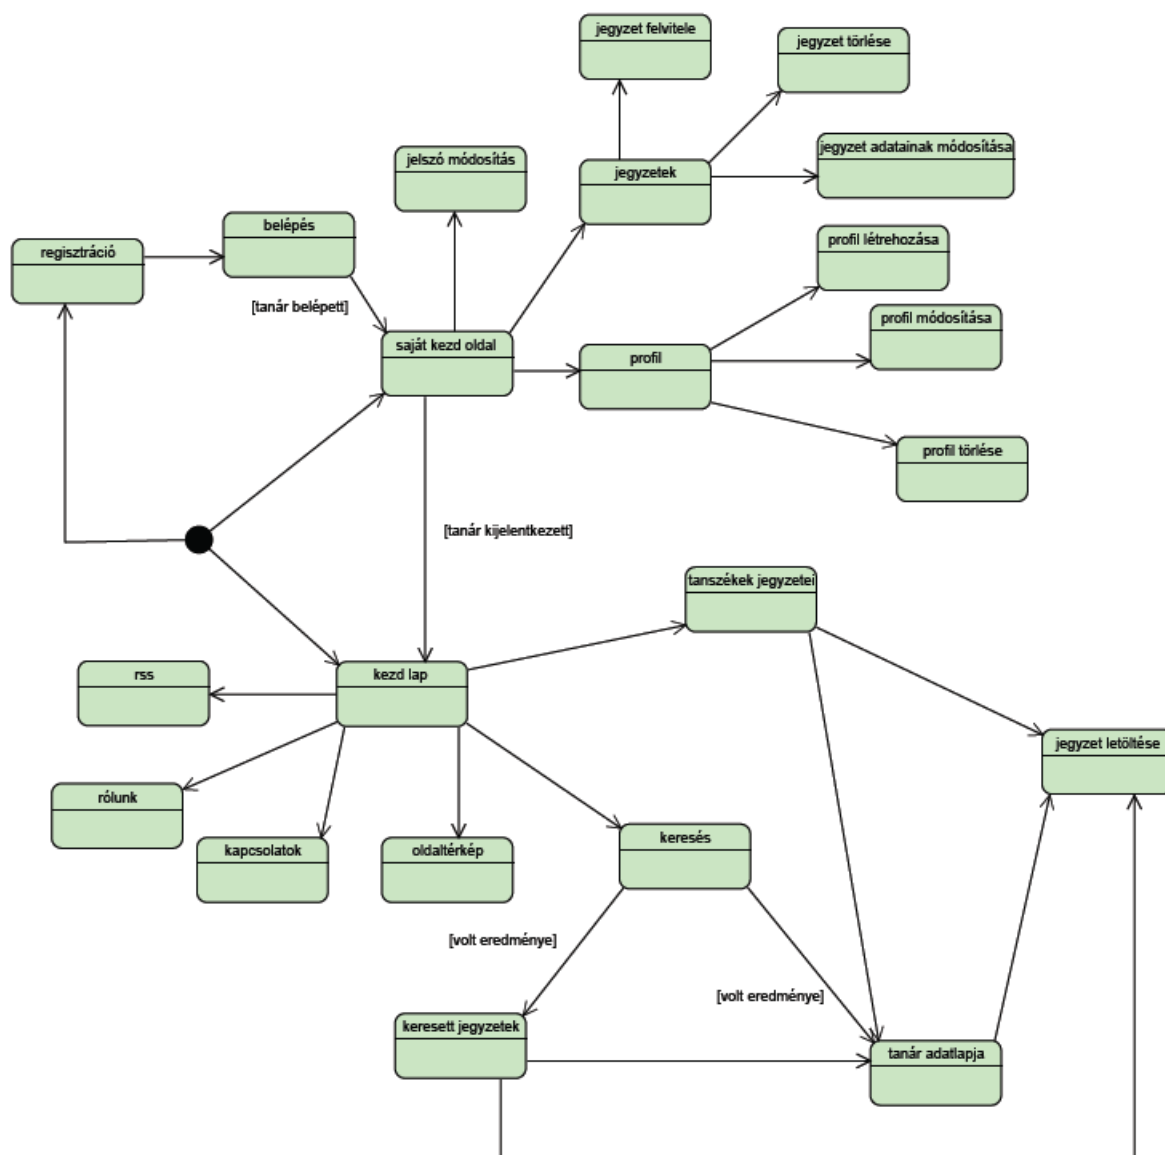 jegyzet felvitele
jegyzet törlése
jegyzet adatainak módosítása
jelszó módosítás
jegyzetek
belépés
regisztráció
profil létrehozása
[tanár belépett]
profil módosítása
saját kezd oldal
profil
profil törlése
[tanár kijelentkezett]
tanszékek jegyzetei
rss
kezd lap
jegyzet letöltése
rólunk
kapcsolatok
oldaltérkép
keresés
[volt eredménye]
[volt eredménye]
keresett jegyzetek
tanár adatlapja